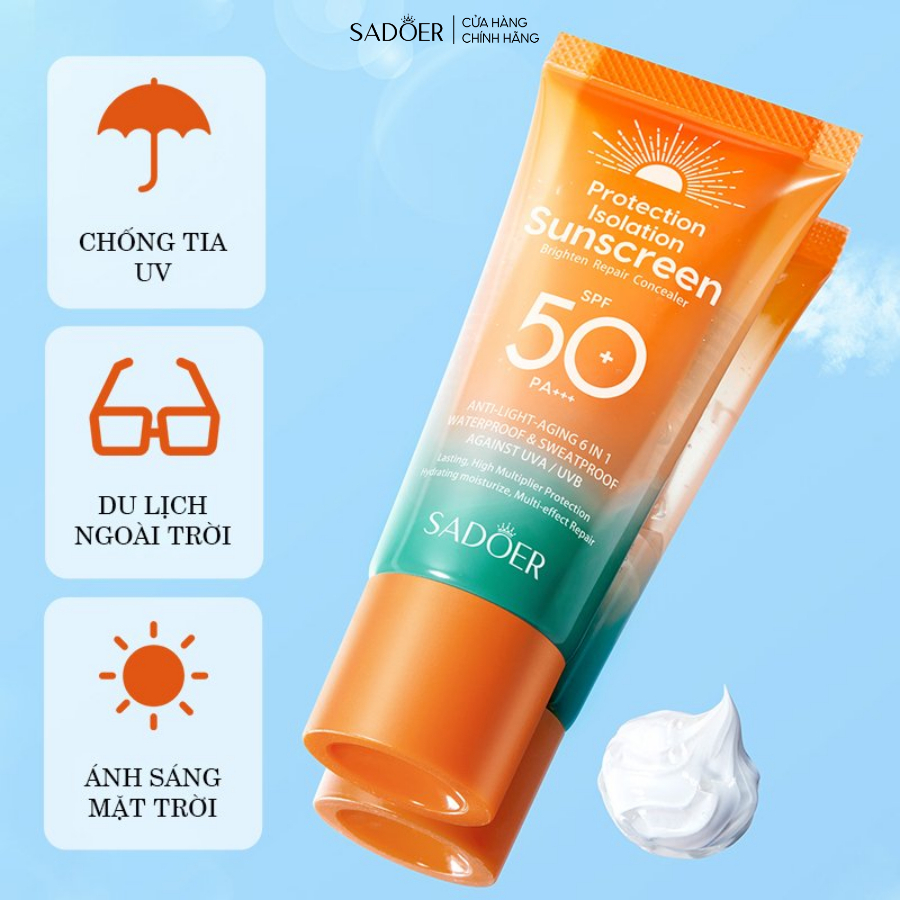 SADOER
CỬA HÀNG
CHÍNH HÃNG
CHỐNG TIA
UV
DU LỊCH
NGOÀI TRỜI
ÁNH SÁNG
MẶT TRỜI
Protection
Isolation
Sunscreen
Brighten Repair Concealer
SPF
50+
PA+++
ANTI-LIGHT-AGING 6 IN 1
WATERPROOF & SWEATPROOF
AGAINST UVA / UVB
Lasting, High Multiplier Protection
Hydrating moisturize, Multi-effect Repair
SADOER